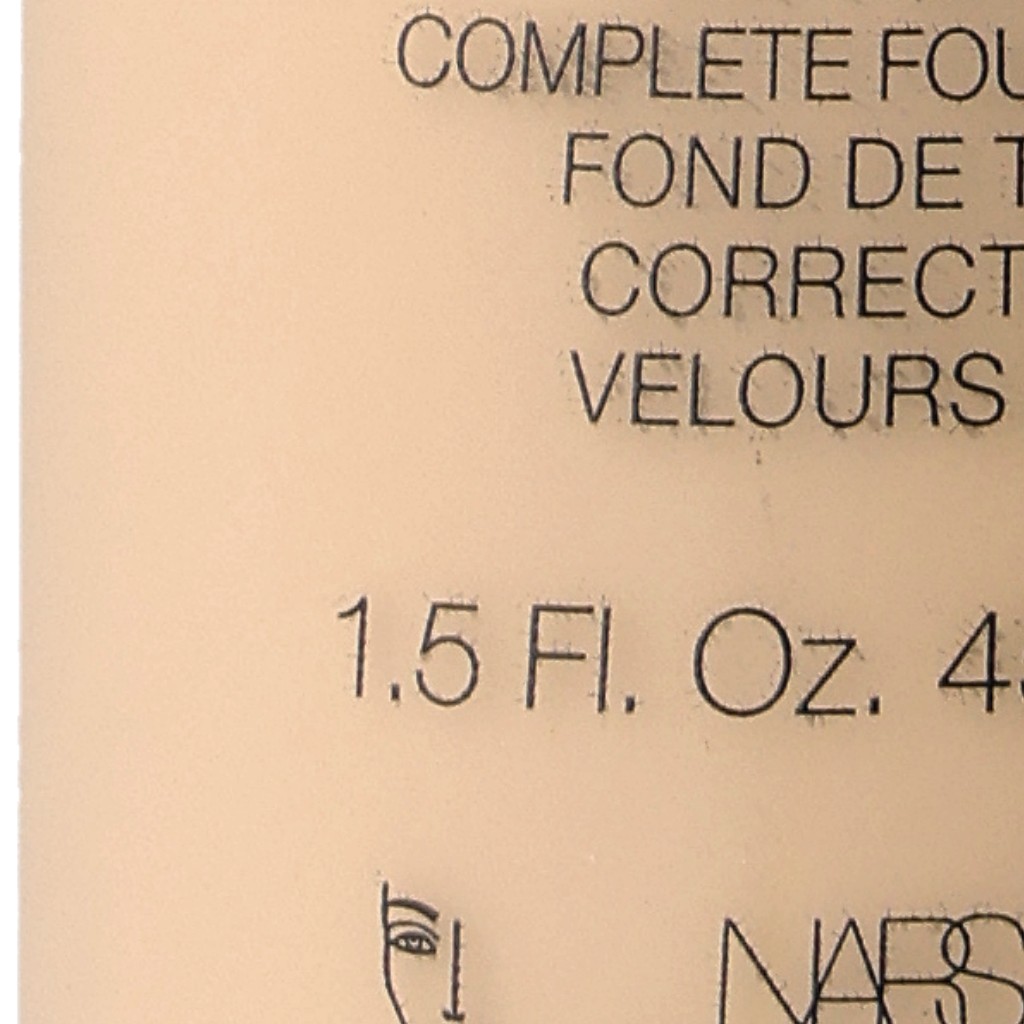 COMPLETE FOU
FOND DE T
CORRECT
VELOURS
1.5 Fl. Oz. 4
NARS